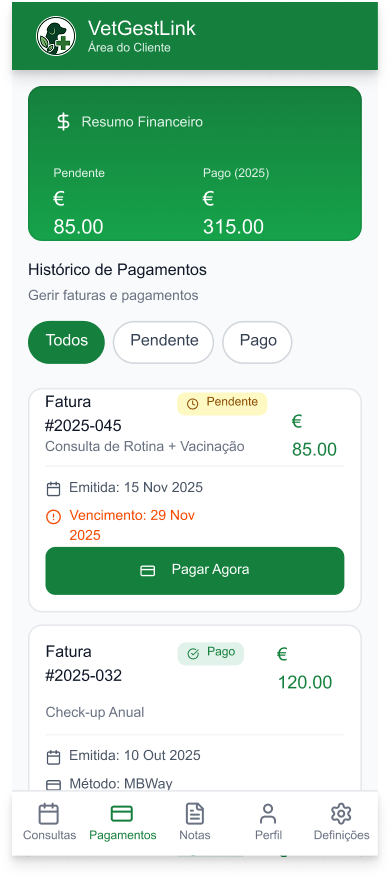 VetGestLink
Área do Cliente
Resumo Financeiro
Pendente
Pago (2025)
€
85.00
€
315.00
Histórico de Pagamentos
Gerir faturas e pagamentos
Todos
Pendente
Pago
Fatura
#2025-045
Pendente
€
85.00
Consulta de Rotina + Vacinação
Emitida: 15 Nov 2025
Vencimento: 29 Nov
2025
Pagar Agora
Fatura
#2025-032
Pago
€
120.00
Check-up Anual
Emitida: 10 Out 2025
Método: MBWay
Consultas
Pagamentos
Notas
Perfil
Definições